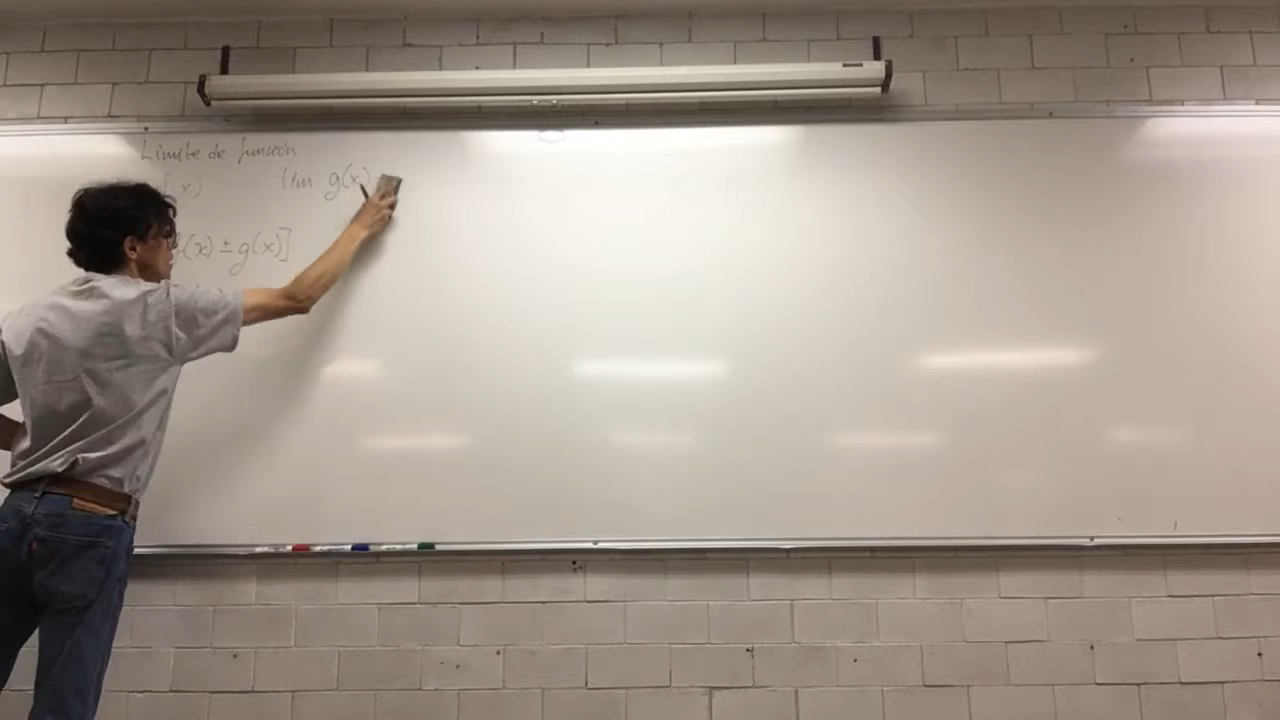 Límite de función
(x) lím g(x)
f(x) ± g(x)]